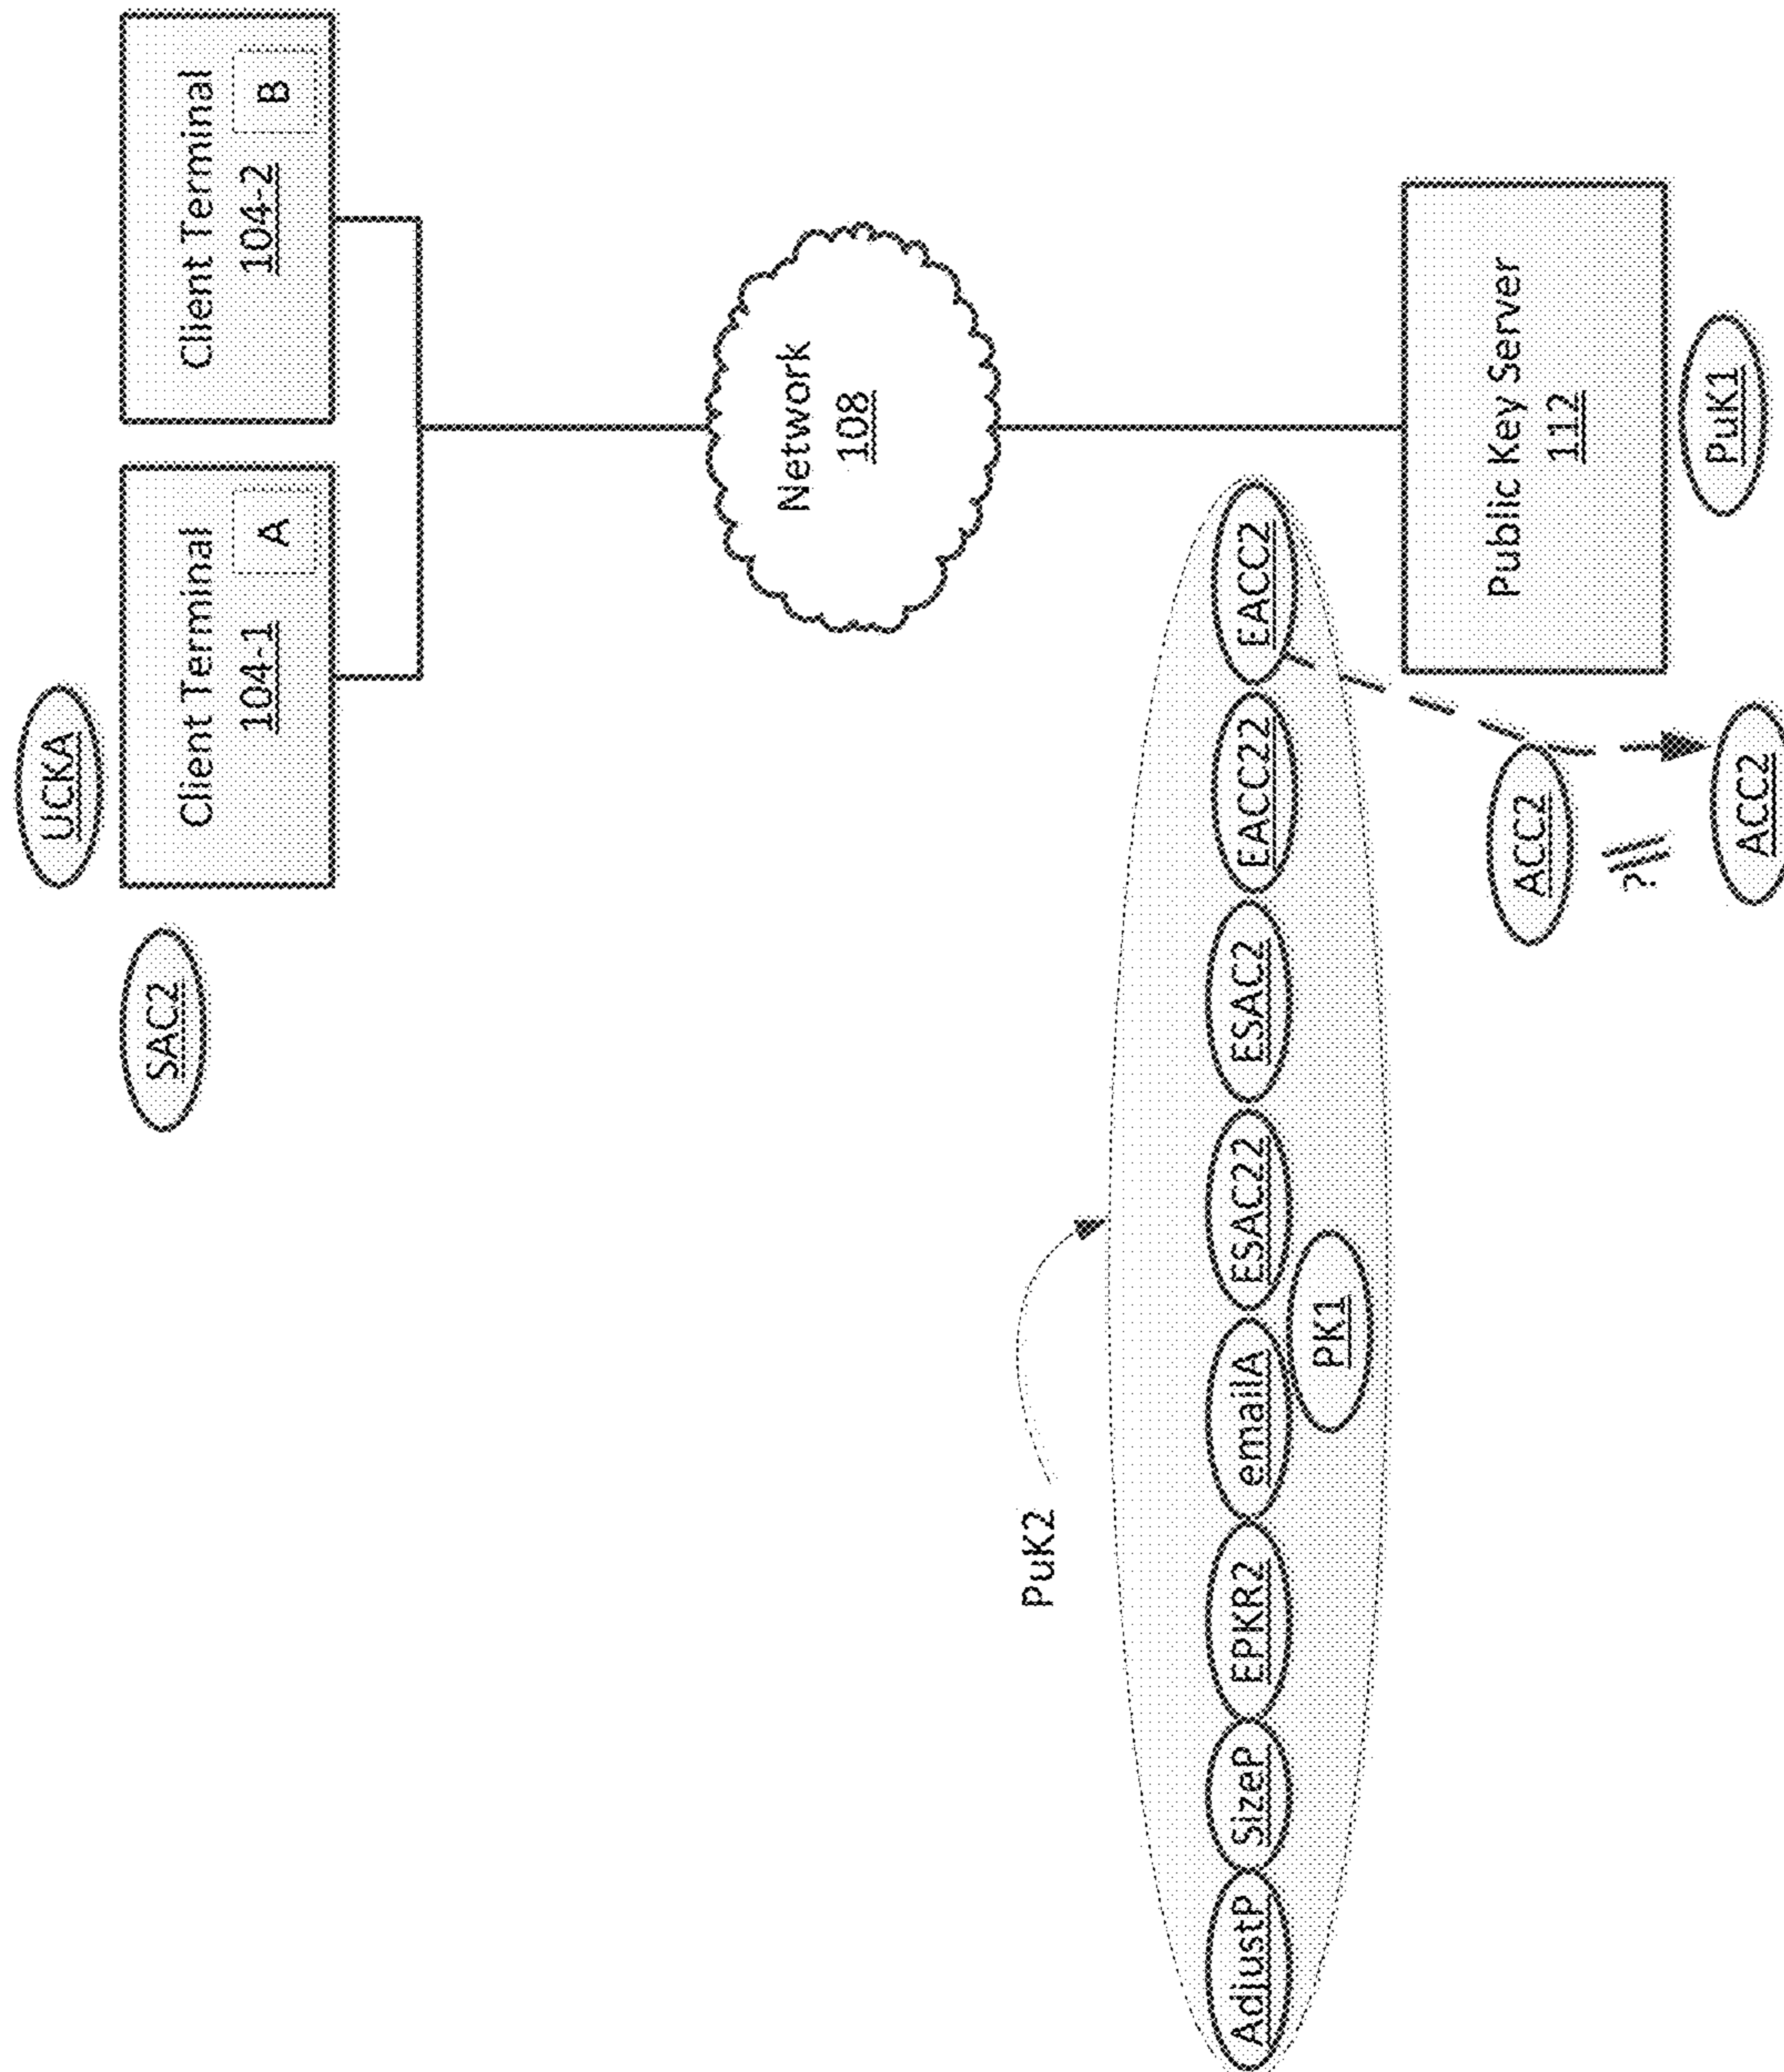 UCKA
SAC2
Client Terminal
104-1
A
Client Terminal
104-2
B
Network
108
PuK2
AdjustP SizeP EPKR2 emailA ESAC22 ESAC2 EACC22 EACC2
PK1
Public Key Server
112
ACC2
?
ACC2
PuK1